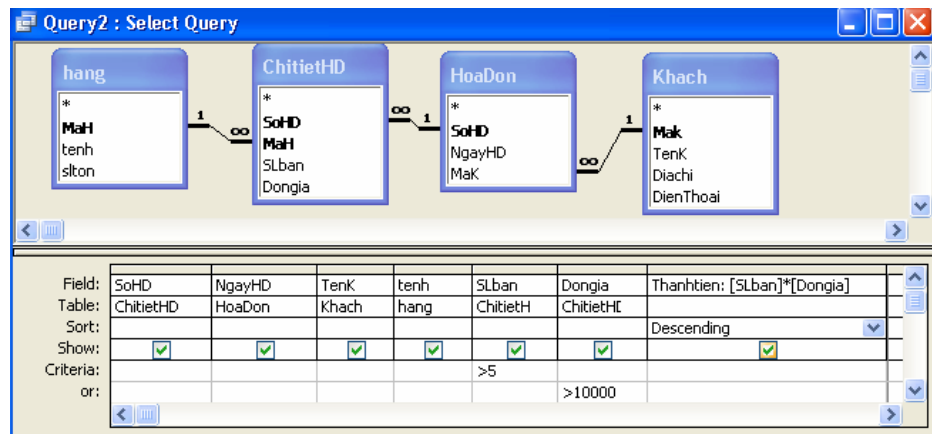 Query2 : Select Query
hang
*
MaH
tenh
slton
1
∞
ChitietHD
*
SoHD
MaH
SLban
Dongia
∞
1
HoaDon
*
SoHD
NgayHD
MaK
∞
1
Khach
*
Mak
TenK
Diachi
DienThoai
Field: SoHD NgayHD TenK tenh SLban Dongia Thanhtien: [SLban]*[Dongia]
Table: ChitietHD HoaDon Khach hang ChitietH ChitietHD
Sort: Descending
Show:
Criteria: >5
or: >10000